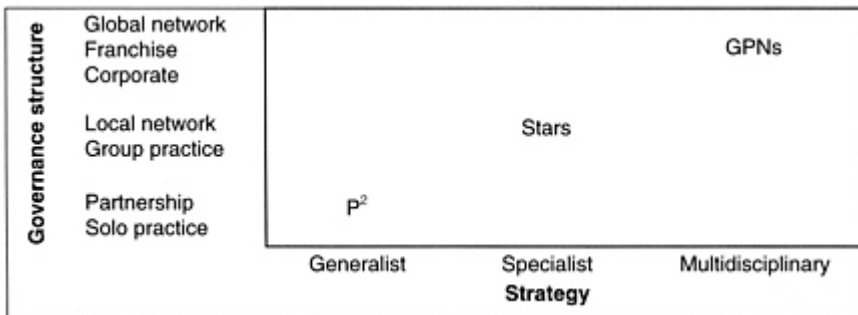 Governance structure
Global network
Franchise
Corporate
GPNs
Local network
Group practice
Stars
Partnership
Solo practice
P²
Generalist
Specialist
Multidisciplinary
Strategy